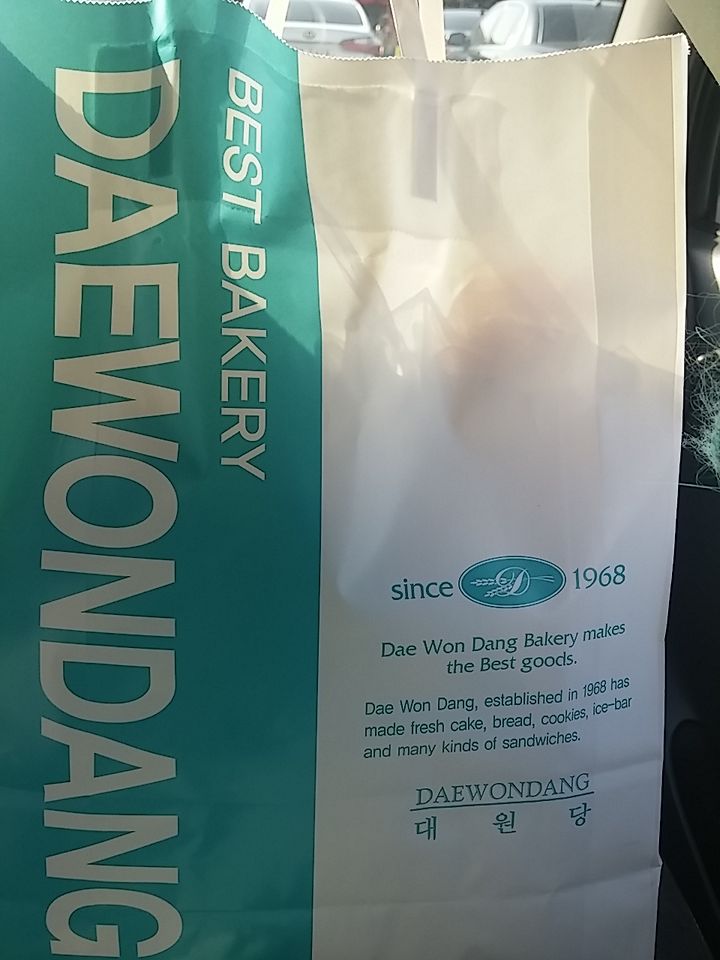 BEST BAKERY
DAEWONDANG
since D 1968
Dae Won Dang Bakery makes
the Best goods.
Dae Won Dang, established in 1968 has
made fresh cake, bread, cookies, ice-bar
and many kinds of sandwiches.
DAEWONDANG
대 원 당